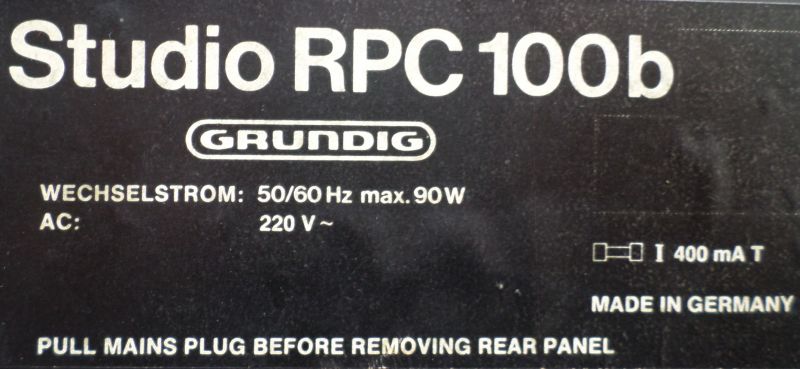 Studio RPC 100b
GRUNDIG
WECHSELSTROM: 50/60 Hz max. 90 W
AC: 220 V ~
I 400 mA T
MADE IN GERMANY
PULL MAINS PLUG BEFORE REMOVING REAR PANEL